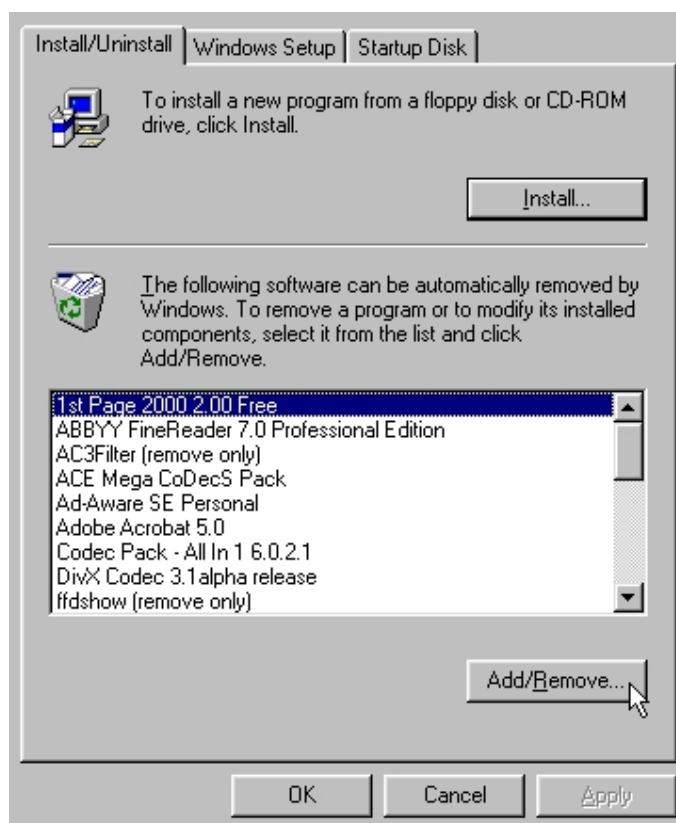 Install/Uninstall Windows Setup Startup Disk
To install a new program from a floppy disk or CD-ROM
drive, click Install.
Install...
The following software can be automatically removed by
Windows. To remove a program or to modify its installed
components, select it from the list and click
Add/Remove.
1st Page 2000 2.00 Free
ABBYY FineReader 7.0 Professional Edition
AC3Filter (remove only)
ACE Mega CoDecS Pack
Ad-Aware SE Personal
Adobe Acrobat 5.0
Codec Pack - All In 1 6.0.2.1
DivX Codec 3.1alpha release
ffdshow (remove only)
Add/Remove...
OK Cancel Apply